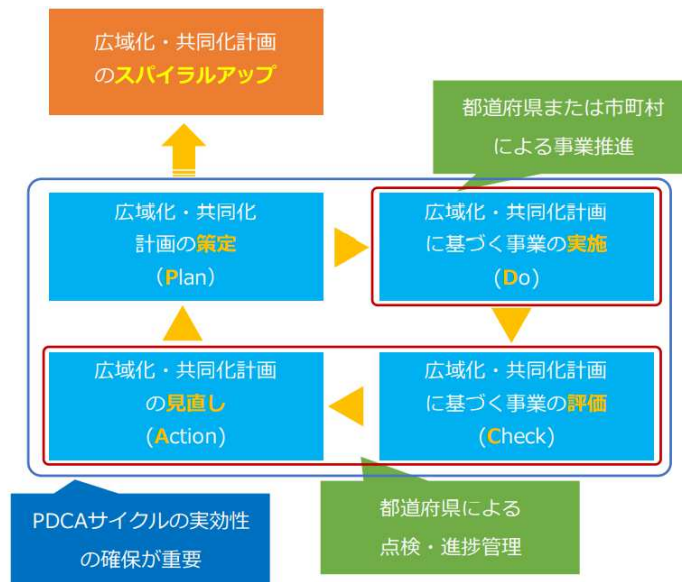 広域化・共同化計画
のスパイラルアップ
都道府県または市町村
による事業推進
広域化・共同化
計画の策定
（Plan）
広域化・共同化計画
に基づく事業の実施
(Do)
広域化・共同化計画
の見直し
(Action)
広域化・共同化計画
に基づく事業の評価
(Check)
PDCAサイクルの実効性
の確保が重要
都道府県による
点検・進捗管理